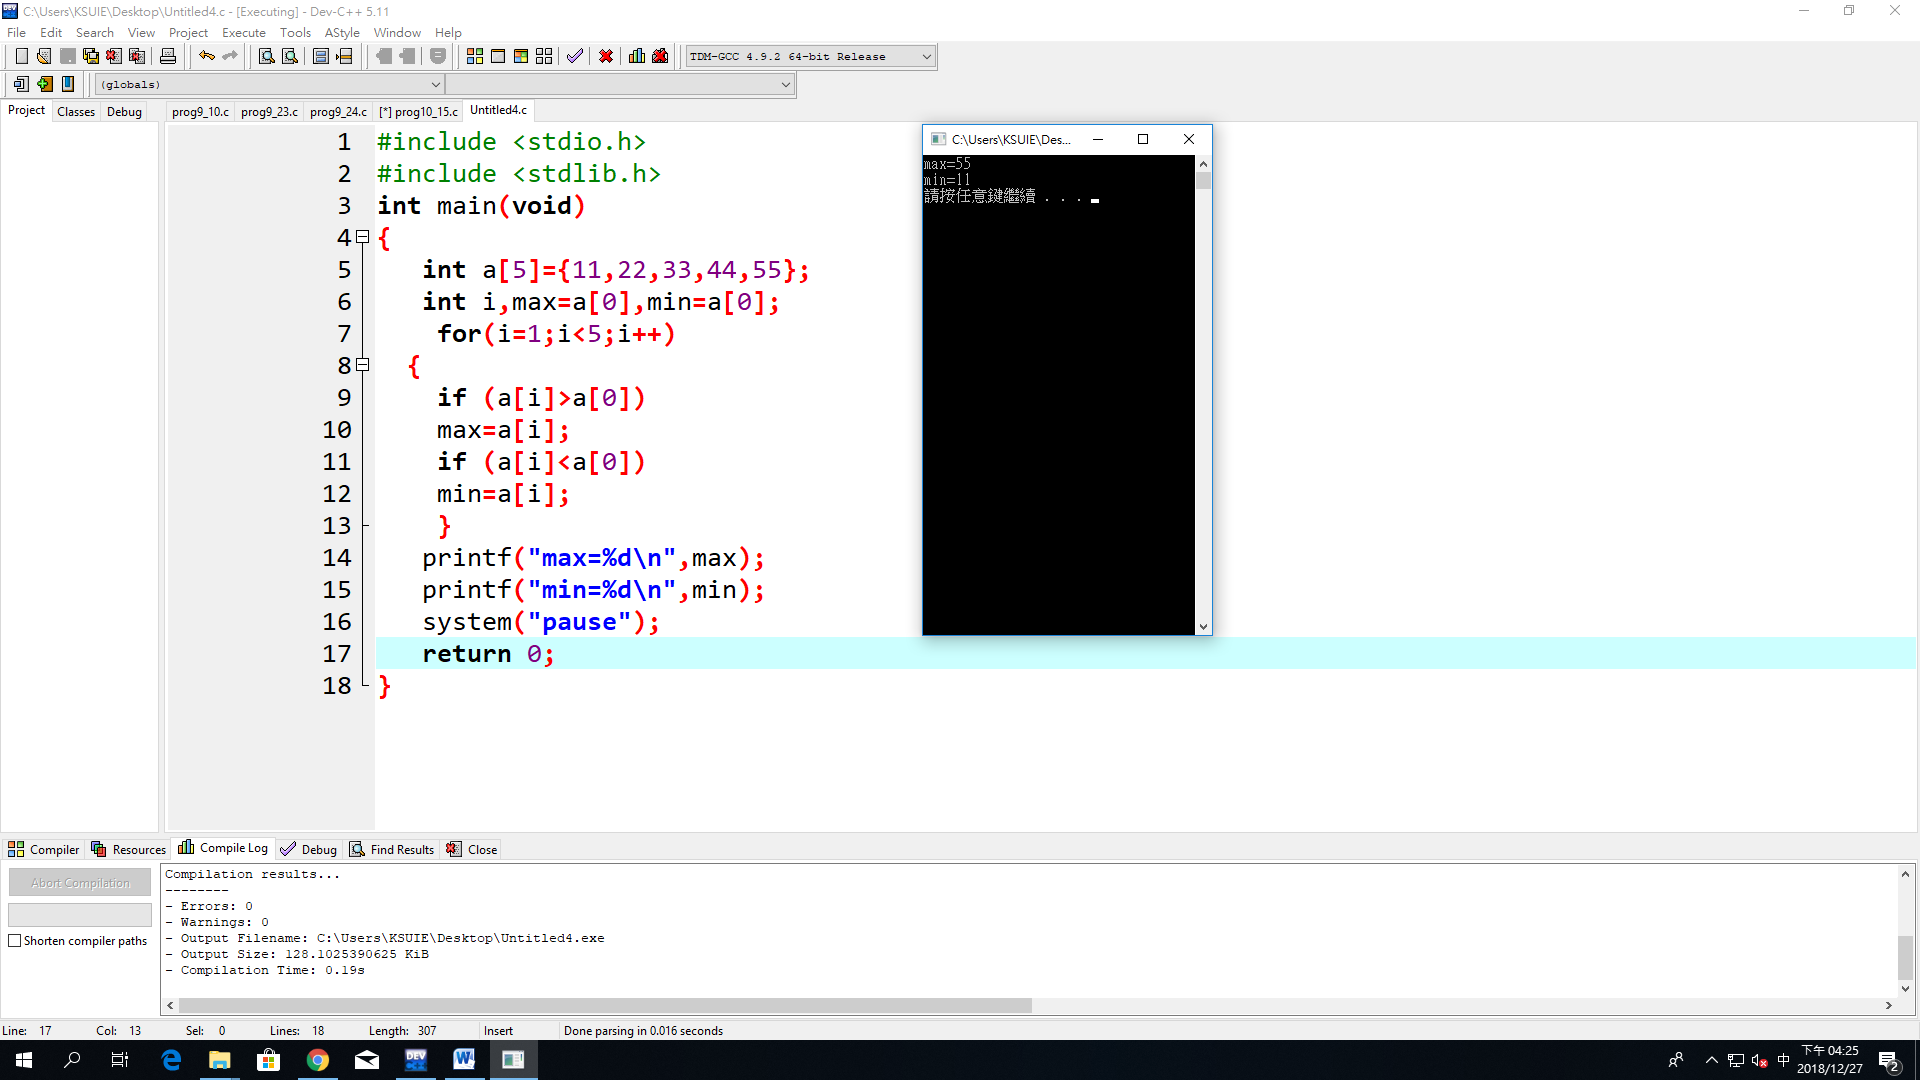 C:\Users\KSUIE\Desktop\Untitled4.c - [Executing] - Dev-C++ 5.11
File Edit Search View Project Execute Tools AStyle Window Help
TDM-GCC 4.9.2 64-bit Release
(globals)
Project Classes Debug
prog9_10.c prog9_23.c prog9_24.c [*] prog10_15.c Untitled4.c
1 #include <stdio.h>
2 #include <stdlib.h>
3 int main(void)
4 {
5 int a[5]={11,22,33,44,55};
6 int i,max=a[0],min=a[0];
7 for(i=1;i<5;i++)
8 {
9 if (a[i]>a[0])
10 max=a[i];
11 if (a[i]<a[0])
12 min=a[i];
13 }
14 printf("max=%d\n",max);
15 printf("min=%d\n",min);
16 system("pause");
17 return 0;
18 }
C:\Users\KSUIE\Des...
max=55
min=11
請按任意鍵繼續 . . .
Compiler Resources Compile Log Debug Find Results Close
Abort Compilation
Shorten compiler paths
Compilation results...
--------
- Errors: 0
- Warnings: 0
- Output Filename: C:\Users\KSUIE\Desktop\Untitled4.exe
- Output Size: 128.1025390625 KiB
- Compilation Time: 0.19s
Line: 17 Col: 13 Sel: 0 Lines: 18 Length: 307 Insert Done parsing in 0.016 seconds
DEV
中
下午 04:25
2018/12/27
2